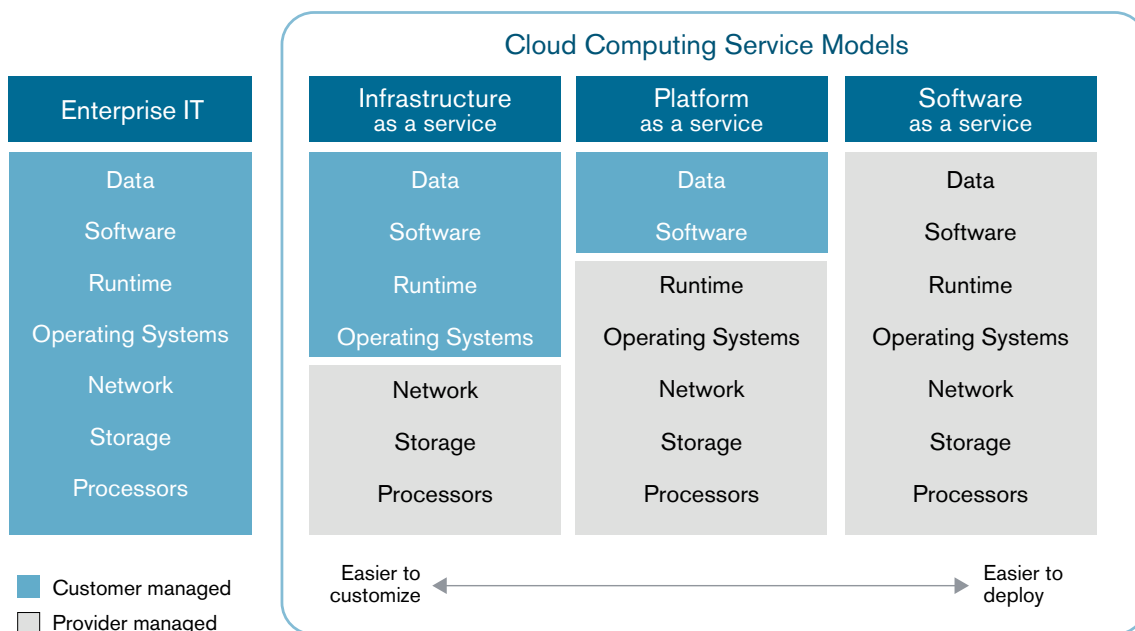 Cloud Computing Service Models
Enterprise IT
Data
Software
Runtime
Operating Systems
Network
Storage
Processors
Infrastructure
as a service
Data
Software
Runtime
Operating Systems
Network
Storage
Processors
Platform
as a service
Data
Software
Runtime
Operating Systems
Network
Storage
Processors
Software
as a service
Data
Software
Runtime
Operating Systems
Network
Storage
Processors
Easier to
customize
Easier to
deploy
Customer managed
Provider managed